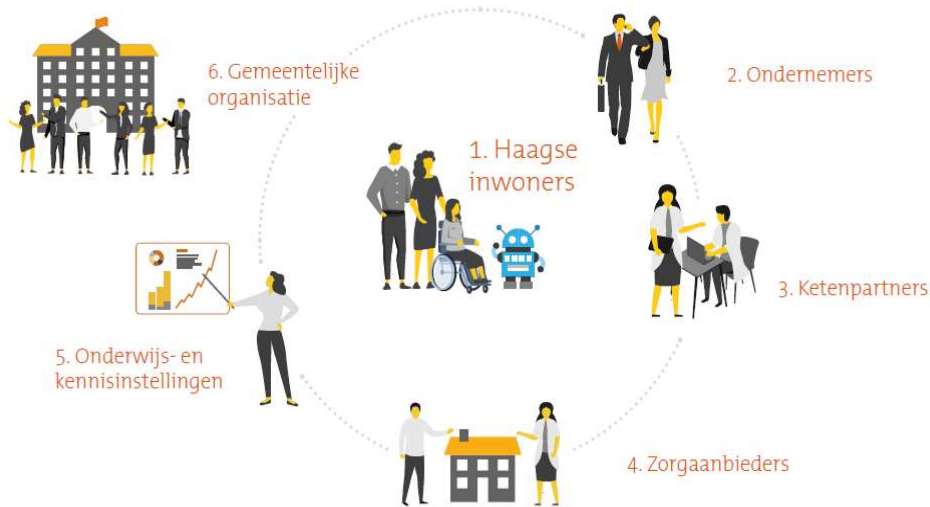 1. Haagse
inwoners
2. Ondernemers
3. Ketenpartners
4. Zorgaanbieders
5. Onderwijs- en
kennisinstellingen
6. Gemeentelijke
organisatie